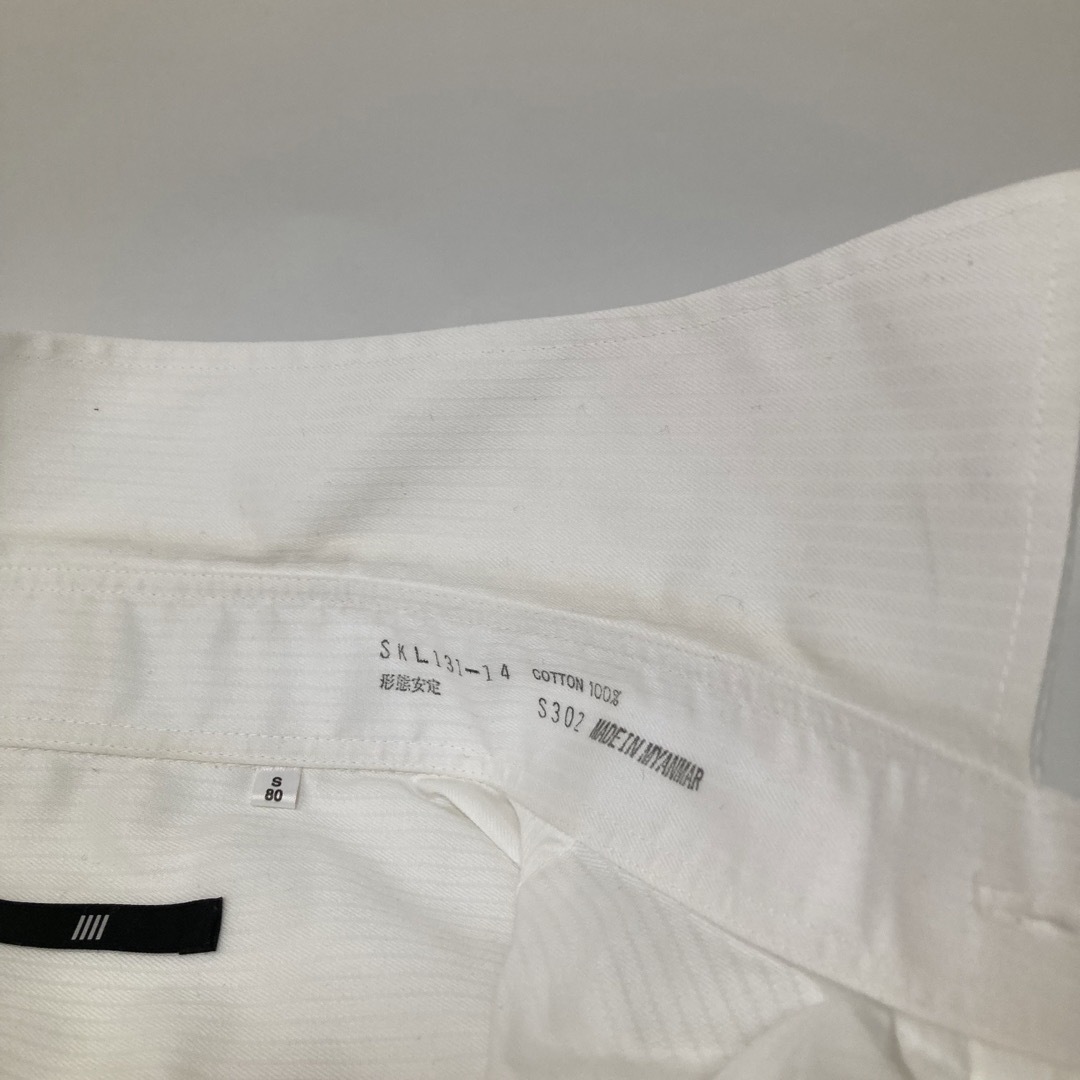 SKL131-14 COTTON 100%
形態安定
S302 MADE IN MYANMAR
S
80